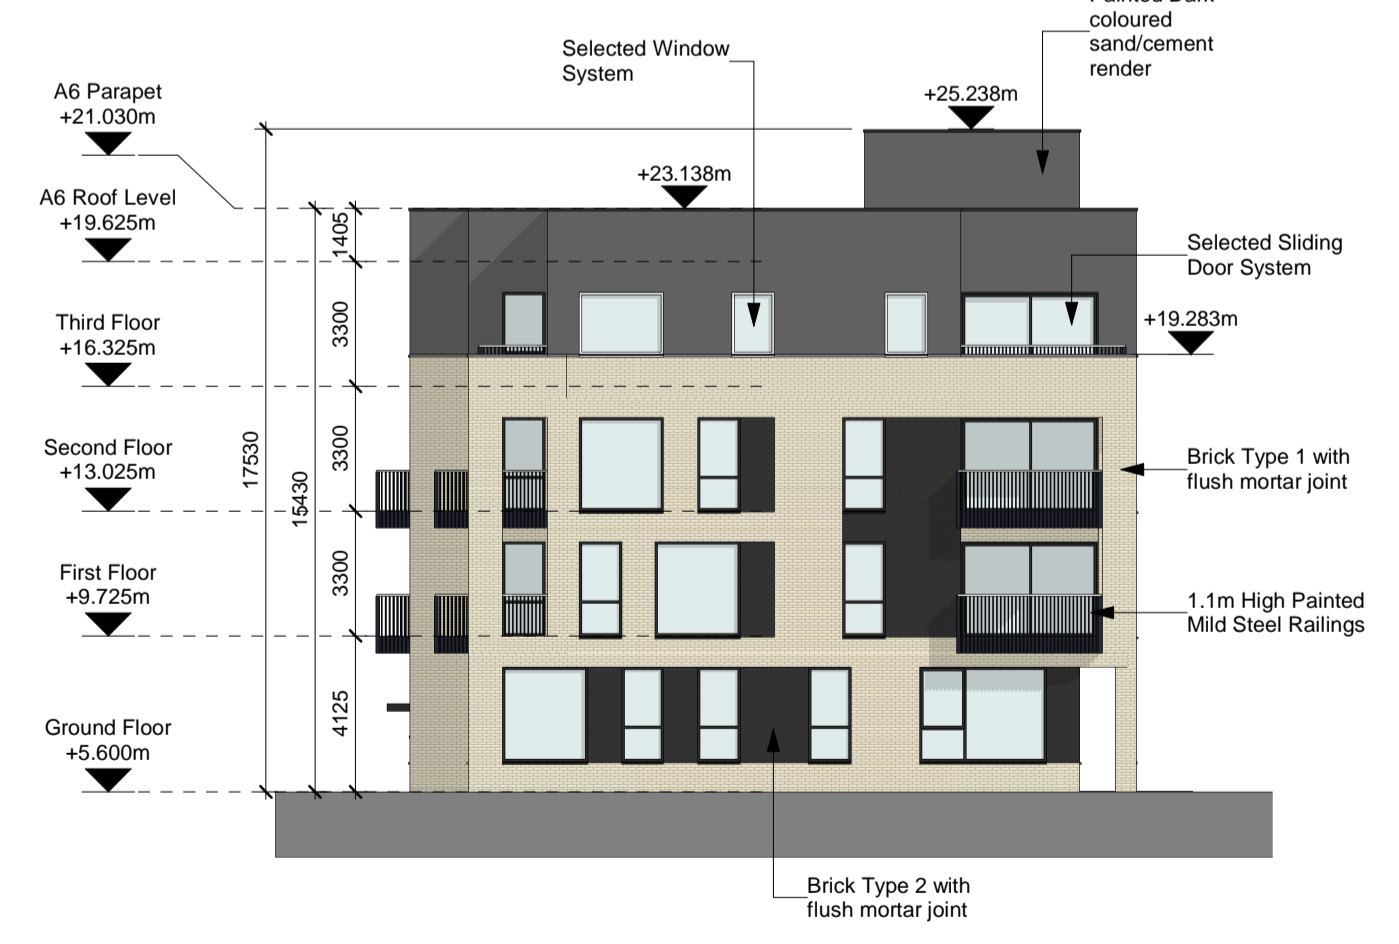 Painted Dark
coloured
sand/cement
render
Selected Window
System
A6 Parapet
+21.030m
+25.238m
+23.138m
A6 Roof Level
+19.625m
1405
Selected Sliding
Door System
Third Floor
+16.325m
3300
+19.283m
Second Floor
+13.025m
3300
17530
15430
Brick Type 1 with
flush mortar joint
First Floor
+9.725m
3300
1.1m High Painted
Mild Steel Railings
Ground Floor
+5.600m
4125
Brick Type 2 with
flush mortar joint